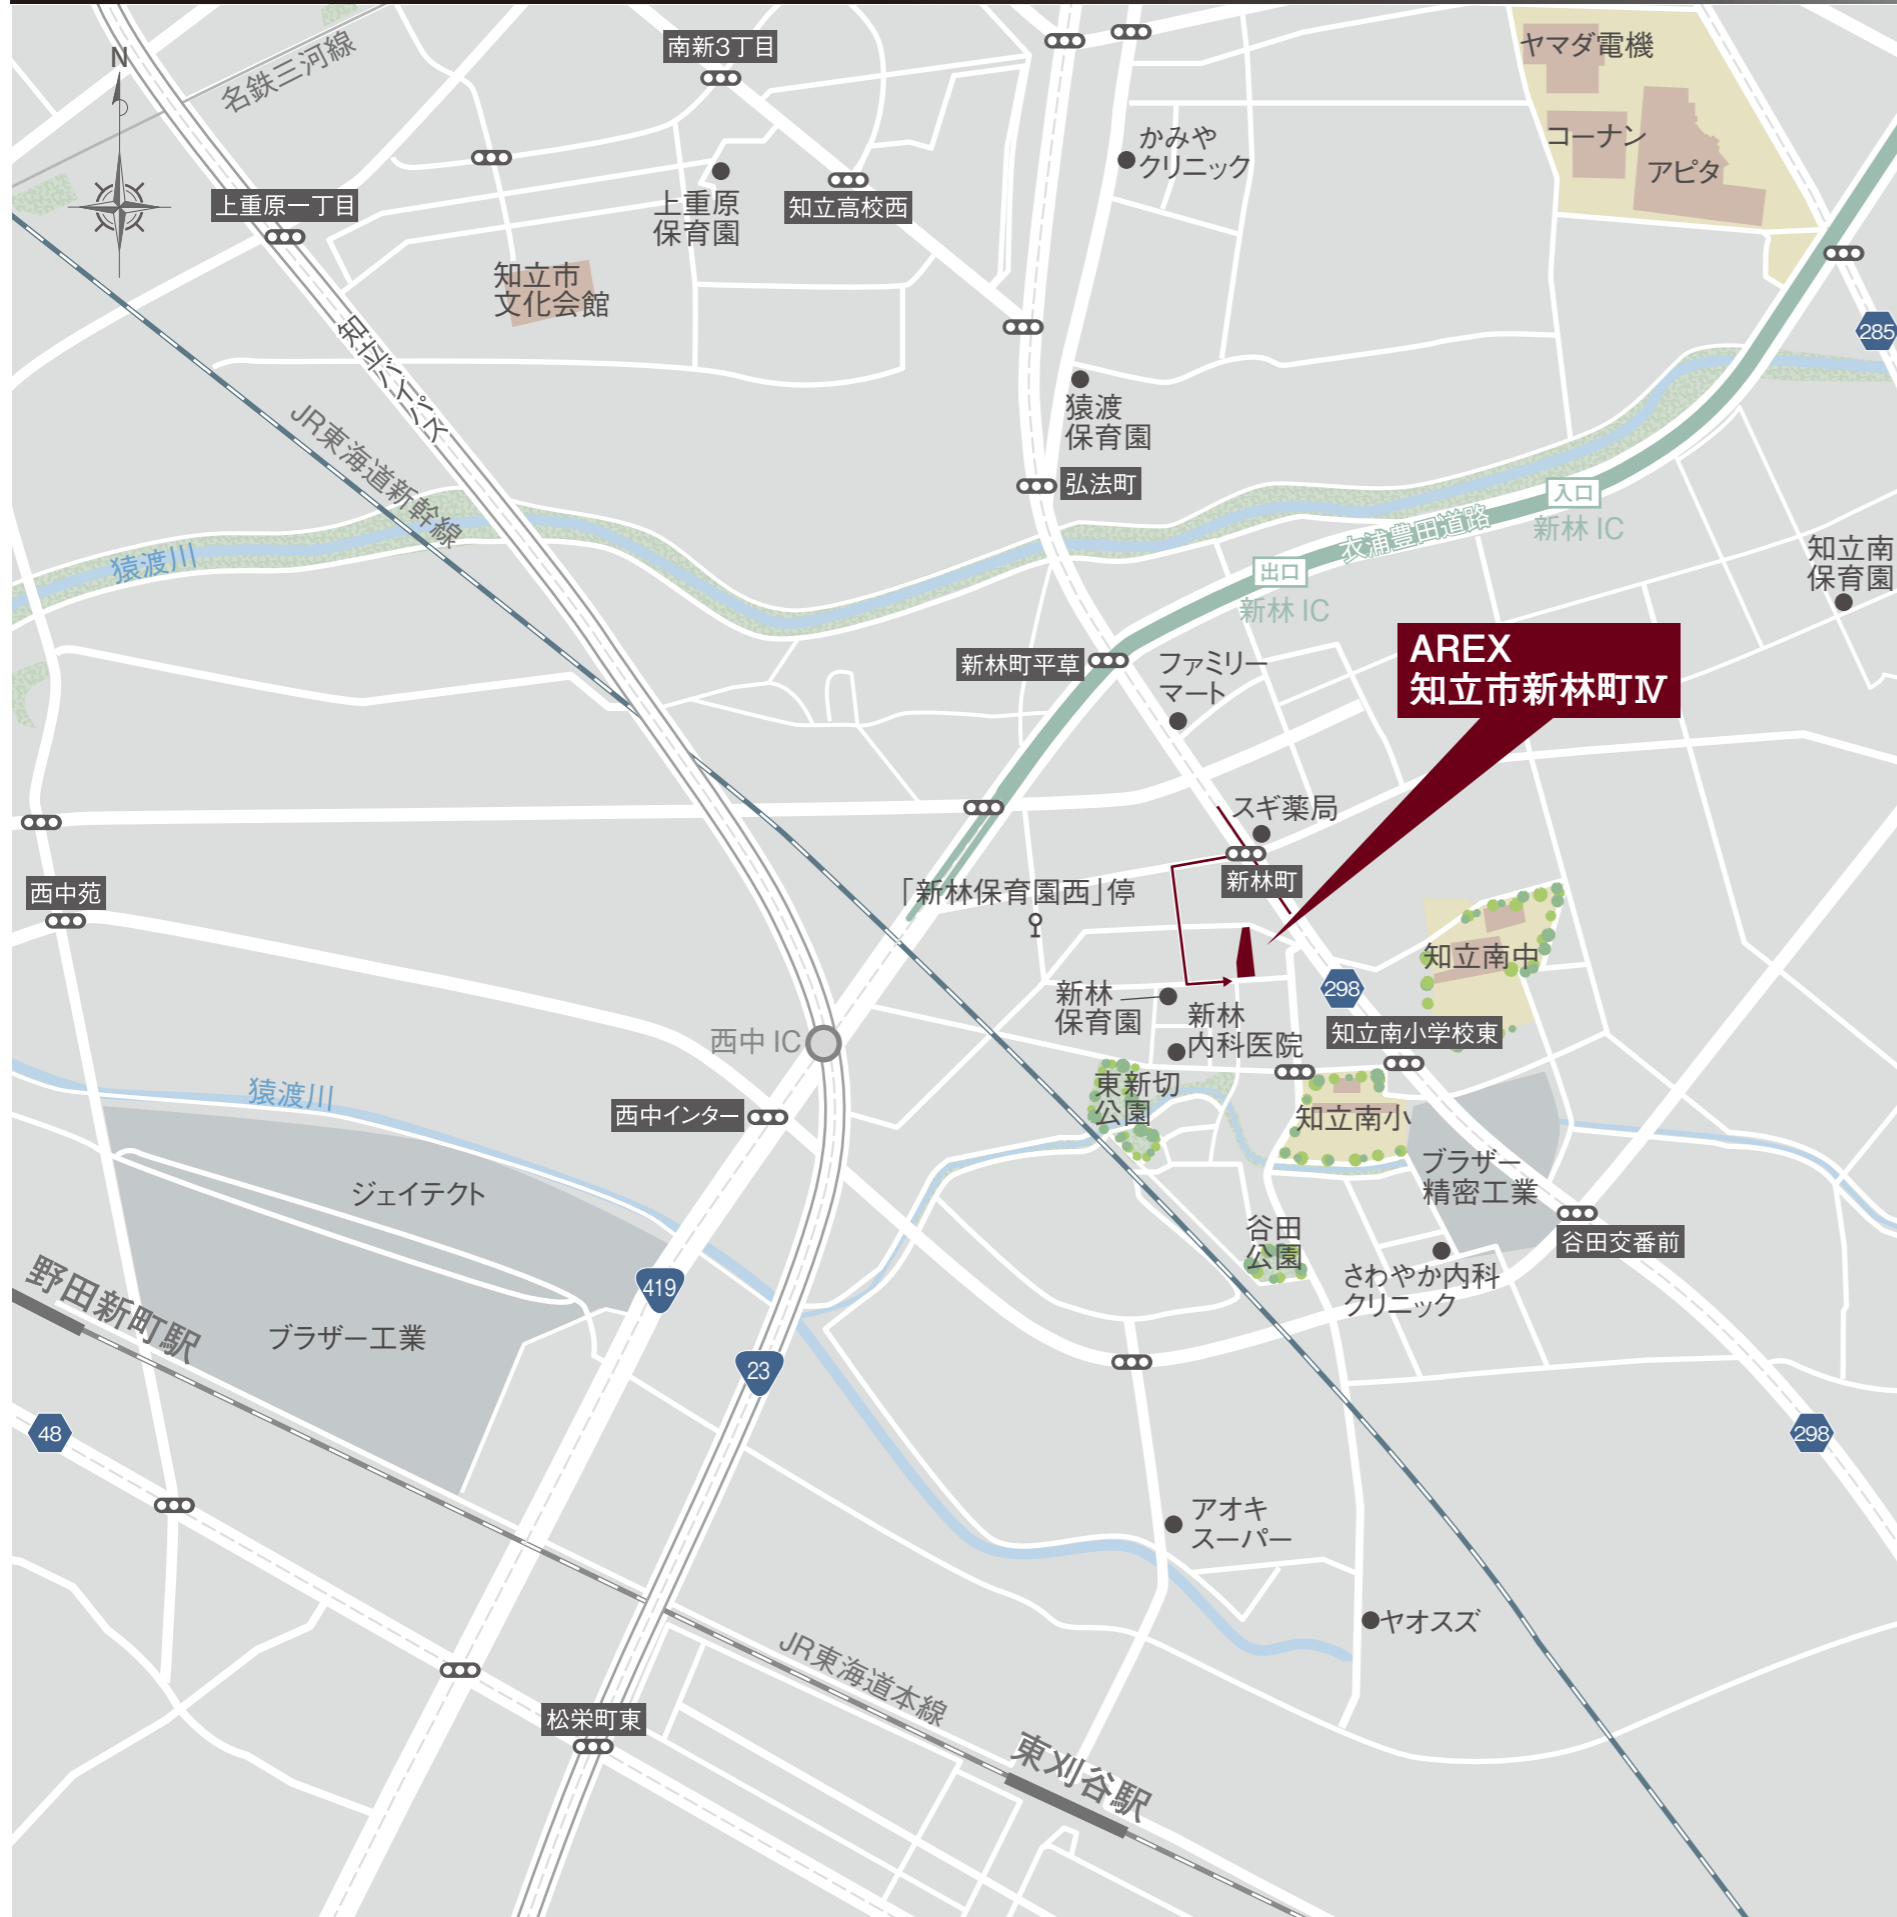 N
名鉄三河線
南新3丁目
ヤマダ電機
コーナン
アピタ
かみや
クリニック
上重原一丁目
上重原
保育園
知立高校西
知立市
文化会館
知立バイパス
285
JR東海道新幹線
猿渡
保育園
弘法町
入口
新林 IC
衣浦豊田道路
出口
新林 IC
猿渡川
知立南
保育園
AREX
知立市新林町Ⅳ
新林町平草
ファミリー
マート
スギ薬局
新林町
西中苑
「新林保育園西」停
知立南中
298
新林
保育園
新林
内科医院
知立南小学校東
西中 IC
東新切
公園
猿渡川
西中インター
知立南小
ブラザー
精密工業
ジェイテクト
谷田
公園
谷田交番前
さわやか内科
クリニック
野田新町駅
419
ブラザー工業
23
48
298
アオキ
スーパー
ヤオスズ
JR東海道本線
松栄町東
東刈谷駅